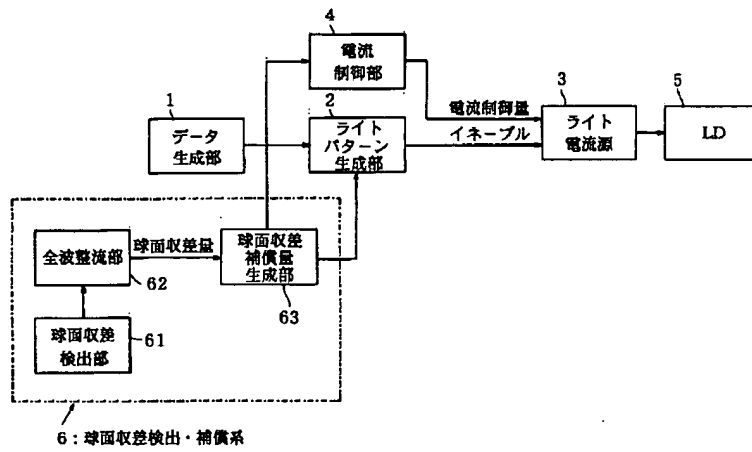 4
電流
制御部
1
データ
生成部
2
ライト
パターン
生成部
電流制御量
イネーブル
3
ライト
電流源
5
LD
全波整流部
62
球面収差量
球面収差
補償量
生成部
63
球面収差
検出部
61
6：球面収差検出・補償系